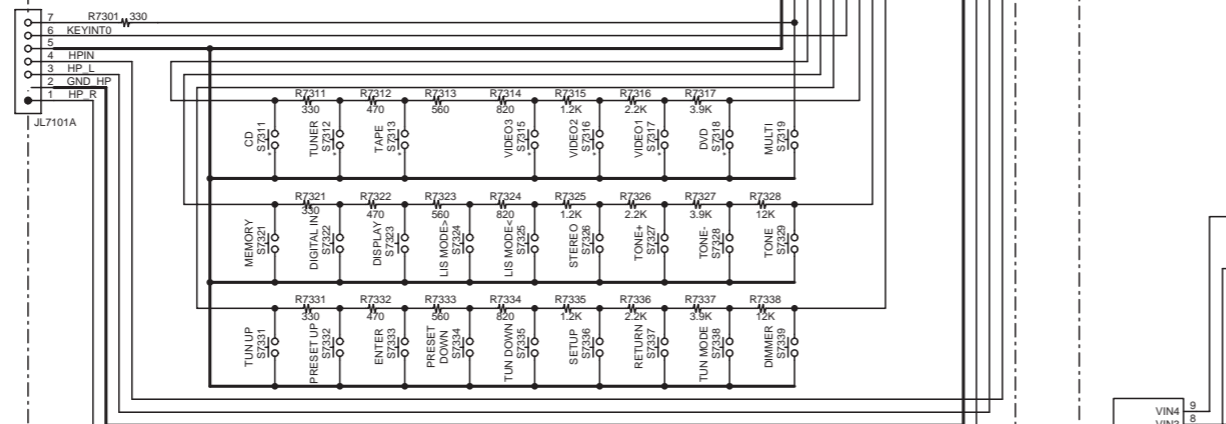 7 R7301 330
6 KEYINT0
5
4 HPIN
3 HP_L
2 GND_HP
1 HP_R
JL7101A
R7311 R7312 R7313 R7314 R7315 R7316 R7317
330 470 560 820 1.2K 2.2K 3.9K
CD S7311
TUNER S7312
TAPE S7313
VIDEO3 S7315
VIDEO2 S7316
VIDEO1 S7317
DVD S7318
MULTI S7319
R7321 R7322 R7323 R7324 R7325 R7326 R7327 R7328
330 470 560 820 1.2K 2.2K 3.9K 12K
MEMORY S7321
DIGITAL IN S7322
DISPLAY S7323
LIS MODE> S7324
LIS MODE< S7325
STEREO S7326
TONE+ S7327
TONE- S7328
TONE S7329
R7331 R7332 R7333 R7334 R7335 R7336 R7337 R7338
330 470 560 820 1.2K 2.2K 3.9K 12K
TUN UP S7331
PRESET UP S7332
ENTER S7333
PRESET DOWN S7334
TUN DOWN S7335
SETUP S7336
RETURN S7337
TUN MODE S7338
DIMMER S7339
VIN4 9
VIN3 8